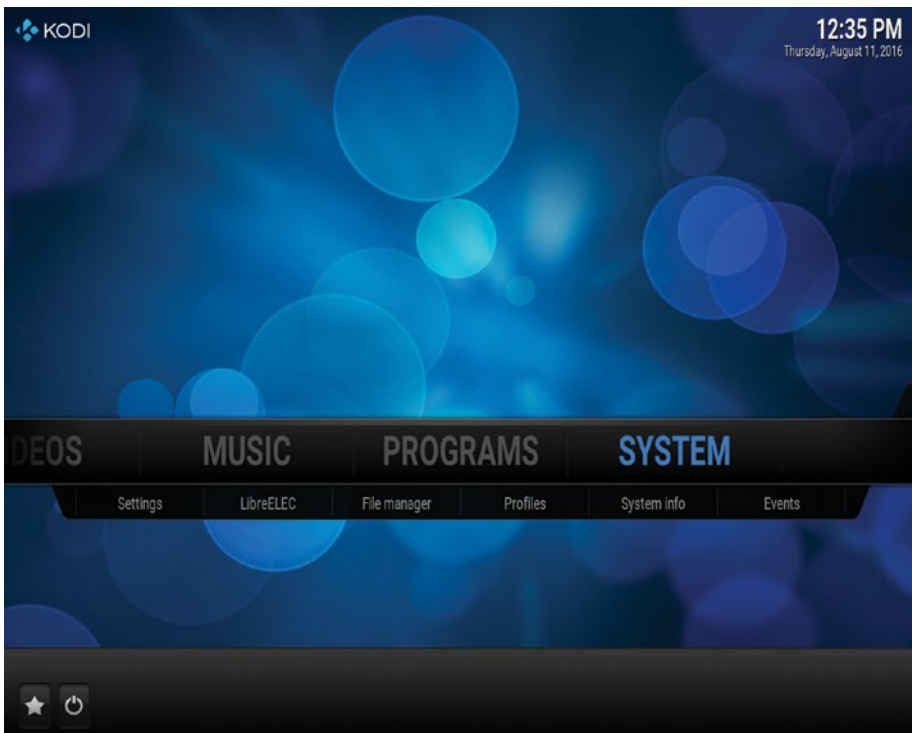 KODI
12:35 PM
Thursday, August 11, 2016
IDEOS MUSIC PROGRAMS SYSTEM
Settings LibreELEC File manager Profiles System info Events